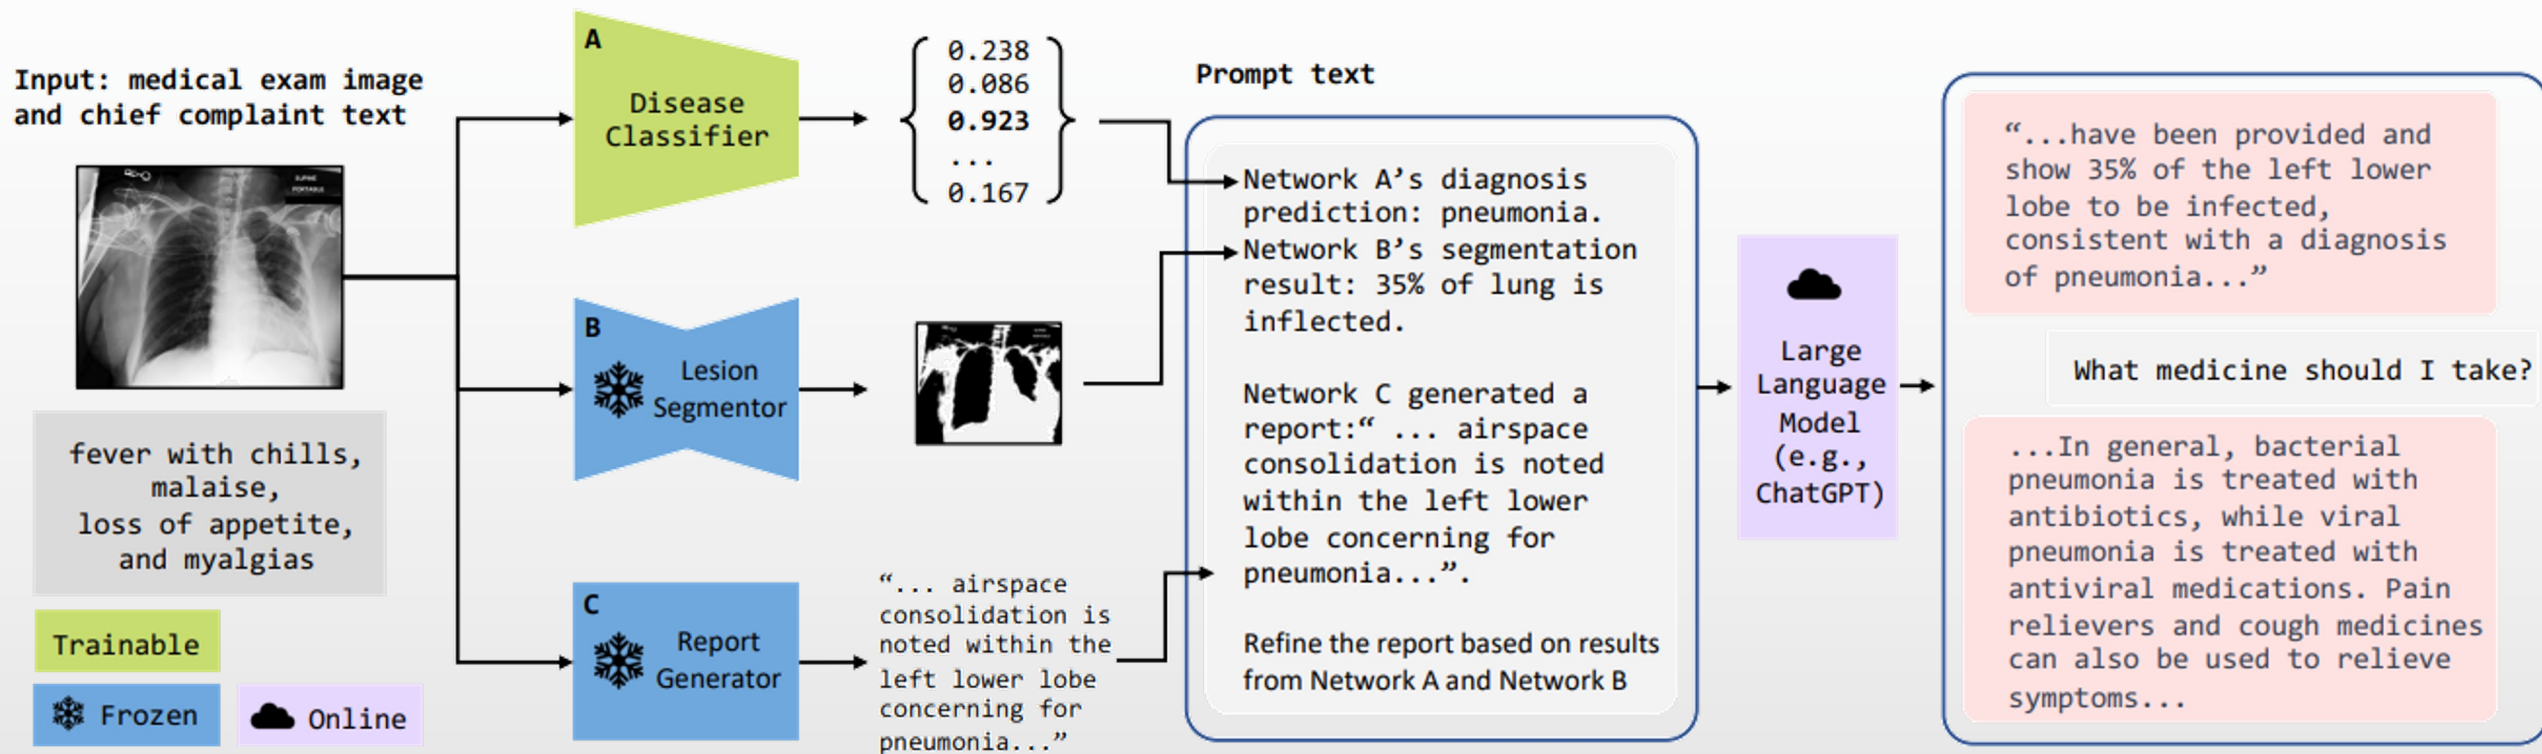 Input: medical exam image
and chief complaint text
SUPINE
PORTABLE
fever with chills,
malaise,
loss of appetite,
and myalgias
Trainable
Frozen
Online
A
Disease
Classifier
B
Lesion
Segmentor
C
Report
Generator
0.238
0.086
0.923
...
0.167
“... airspace
consolidation is
noted within the
left lower lobe
concerning for
pneumonia...”
Prompt text
Network A’s diagnosis
prediction: pneumonia.
Network B’s segmentation
result: 35% of lung is
inflected.
Network C generated a
report:“ ... airspace
consolidation is noted
within the left lower
lobe concerning for
pneumonia...”.
Refine the report based on results
from Network A and Network B
Large
Language
Model
(e.g.,
ChatGPT)
“...have been provided and
show 35% of the left lower
lobe to be infected,
consistent with a diagnosis
of pneumonia...”
What medicine should I take?
...In general, bacterial
pneumonia is treated with
antibiotics, while viral
pneumonia is treated with
antiviral medications. Pain
relievers and cough medicines
can also be used to relieve
symptoms...